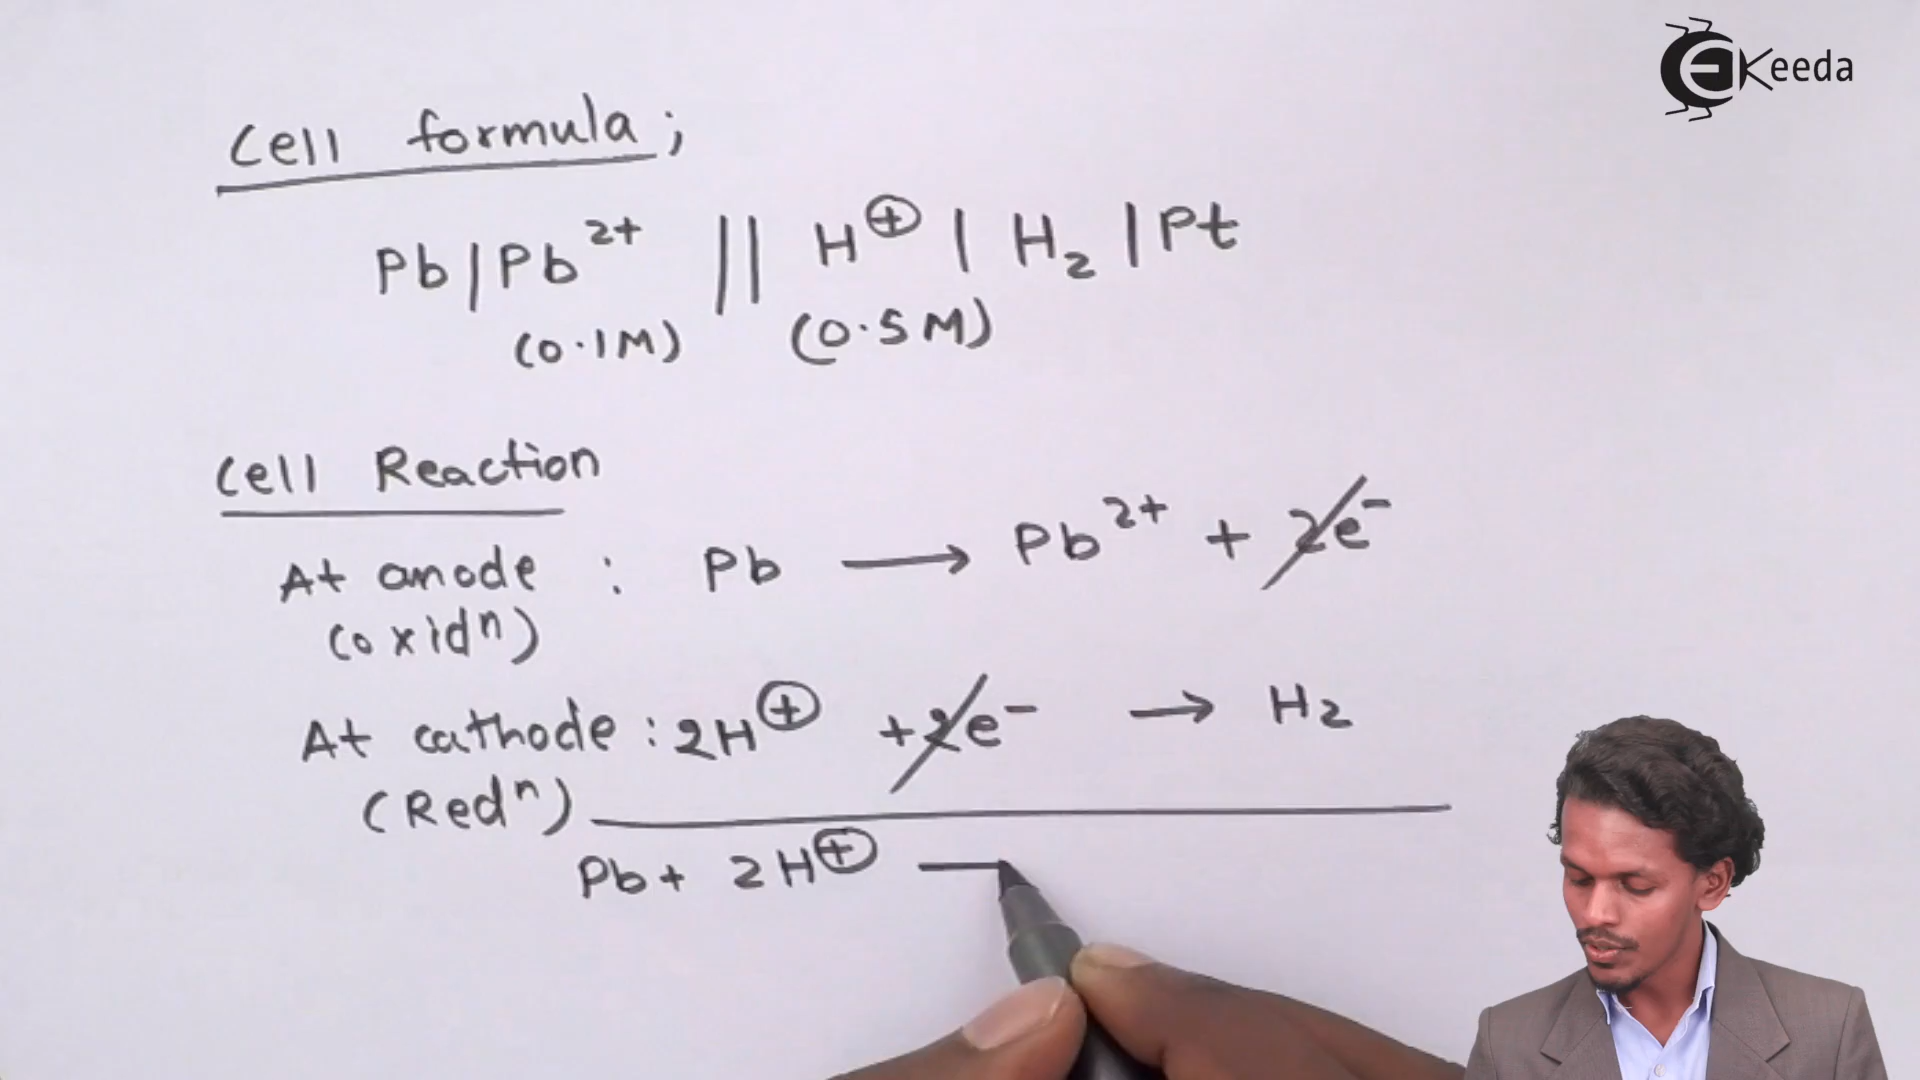 EKeeda
Cell formula;
Pb | Pb²⁺ || H⊕ | H₂ | Pt
(0.1M) (0.5M)
Cell Reaction
At anode : Pb → Pb²⁺ + 2e⁻
(oxidⁿ)
At cathode : 2H⊕ + 2e⁻ → H₂
(Redⁿ)
Pb + 2H⊕ —